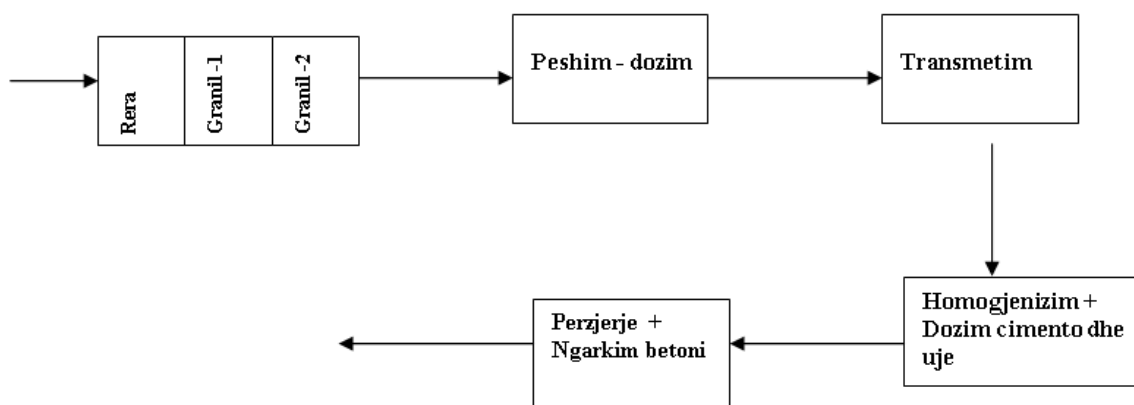 Rera
Granil -1
Granil -2
Peshim - dozim
Transmetim
Homogjenizim +
Dozim cimento dhe
uje
Perzjerje +
Ngarkim betoni